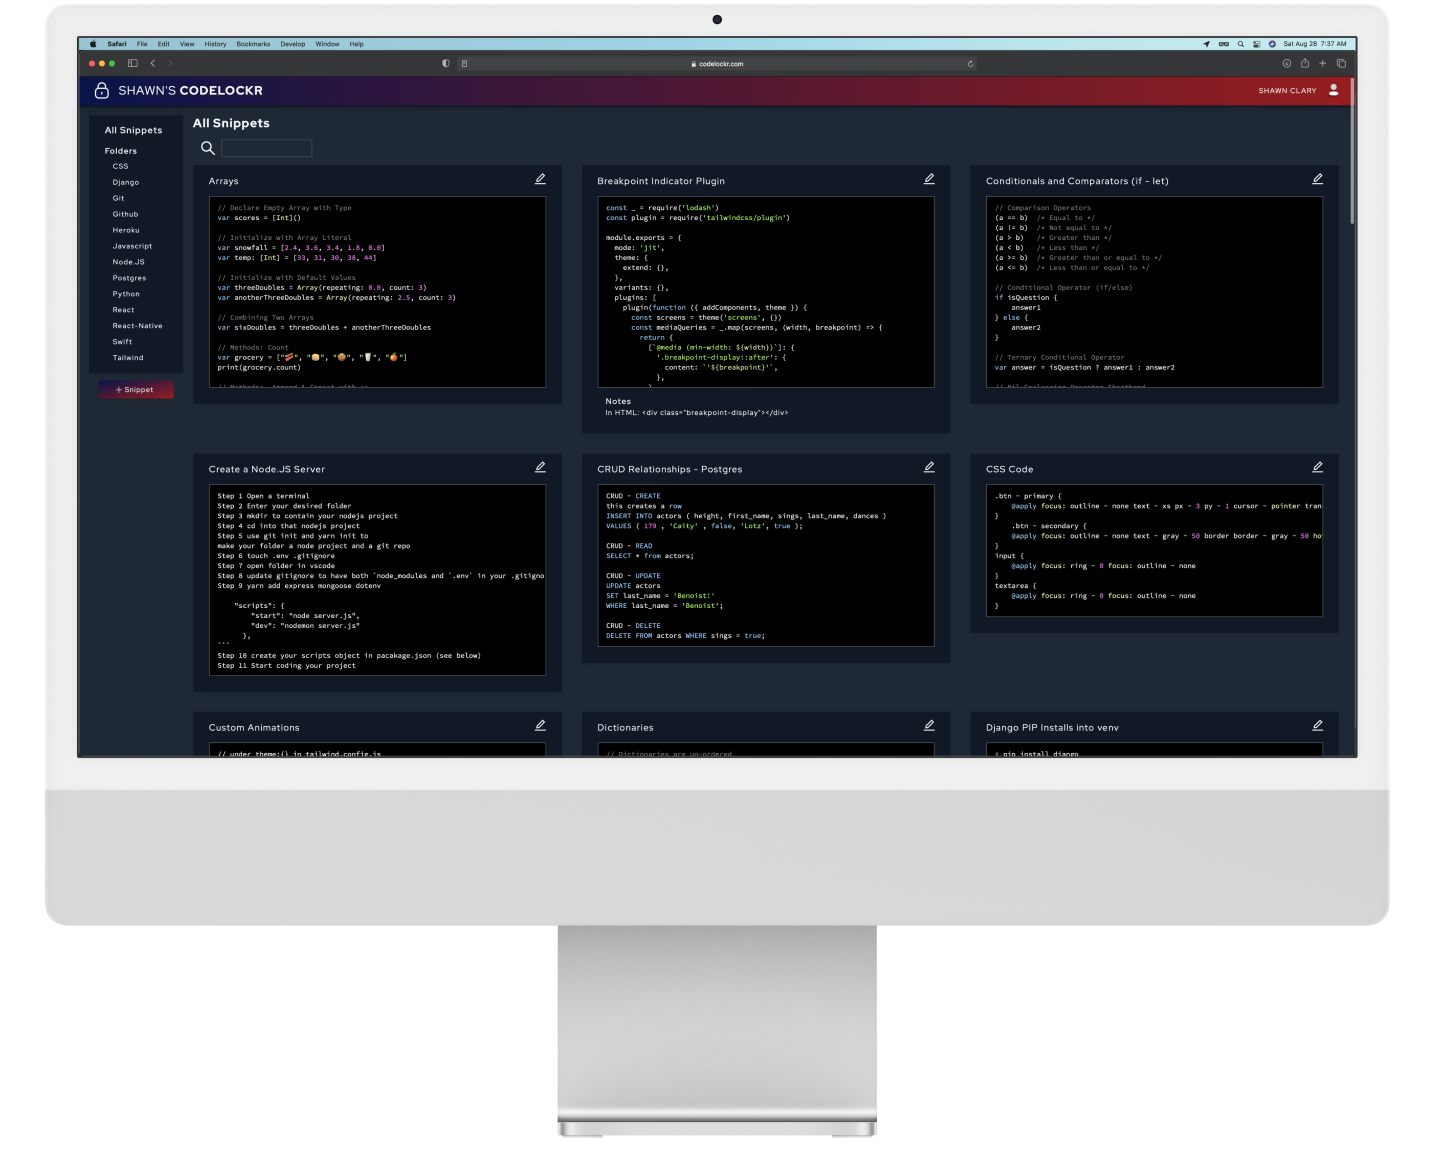 Safari File Edit View History Bookmarks Develop Window Help Sat Aug 28 7:37 AM
codelockr.com
SHAWN'S CODELOCKR SHAWN CLARY
All Snippets
Folders
CSS
Django
Git
Github
Heroku
Javascript
Node.JS
Postgres
Python
React
React-Native
Swift
Tailwind
+ Snippet
All Snippets
Arrays
// Declare Empty Array with Type
var scores = [Int]()
// Initialize with Array Literal
var snowfall = [2.4, 3.6, 3.4, 1.8, 0.0]
var temp: [Int] = [33, 31, 30, 38, 44]
// Initialize with Default Values
var threeDoubles = Array(repeating: 0.0, count: 3)
var anotherThreeDoubles = Array(repeating: 2.5, count: 3)
// Combining Two Arrays
var sixDoubles = threeDoubles + anotherThreeDoubles
// Methods: Count
var grocery = ["🥓", "🥞", "🍪", "🥛", "🍎"]
print(grocery.count)
Breakpoint Indicator Plugin
const _ = require('lodash')
const plugin = require('tailwindcss/plugin')
module.exports = {
mode: 'jit',
theme: {
extend: {},
},
variants: {},
plugins: [
plugin(function ({ addComponents, theme }) {
const screens = theme('screens', {})
const mediaQueries = _.map(screens, (width, breakpoint) => {
return {
[`@media (min-width: ${width})`]: {
'.breakpoint-display::after': {
content: `'${breakpoint}'`,
},
}
Notes
In HTML: <div class="breakpoint-display"></div>
Conditionals and Comparators (if - let)
// Comparison Operators
(a == b) /* Equal to */
(a != b) /* Not equal to */
(a > b) /* Greater than */
(a < b) /* Less than */
(a >= b) /* Greater than or equal to */
(a <= b) /* Less than or equal to */
// Conditional Operator (if/else)
if isQuestion {
answer1
} else {
answer2
}
// Ternary Conditional Operator
var answer = isQuestion ? answer1 : answer2
Create a Node.JS Server
Step 1 Open a terminal
Step 2 Enter your desired folder
Step 3 mkdir to contain your nodejs project
Step 4 cd into that nodejs project
Step 5 use git init and yarn init to
make your folder a node project and a git repo
Step 6 touch .env .gitignore
Step 7 open folder in vscode
Step 8 update gitignore to have both `node_modules and `.env` in your .gitigno
Step 9 yarn add express mongoose dotenv
"scripts": {
"start": "node server.js",
"dev": "nodemon server.js"
},
```
Step 10 create your scripts object in pacakage.json (see below)
Step 11 Start coding your project
CRUD Relationships - Postgres
CRUD - CREATE
this creates a row
INSERT INTO actors ( height, first_name, sings, last_name, dances )
VALUES ( 179 , 'Caity' , false, 'Lotz', true );
CRUD - READ
SELECT * from actors;
CRUD - UPDATE
UPDATE actors
SET last_name = 'Benoist!'
WHERE last_name = 'Benoist';
CRUD - DELETE
DELETE FROM actors WHERE sings = true;
CSS Code
.btn - primary {
@apply focus: outline - none text - xs px - 3 py - 1 cursor - pointer tran
}
.btn - secondary {
@apply focus: outline - none text - gray - 50 border border - gray - 50 ho
}
input {
@apply focus: ring - 0 focus: outline - none
}
textarea {
@apply focus: ring - 0 focus: outline - none
}
Custom Animations
// under theme:{} in tailwind.config.js
Dictionaries
// Dictionaries are un-ordered
Django PIP Installs into venv
# pip install django